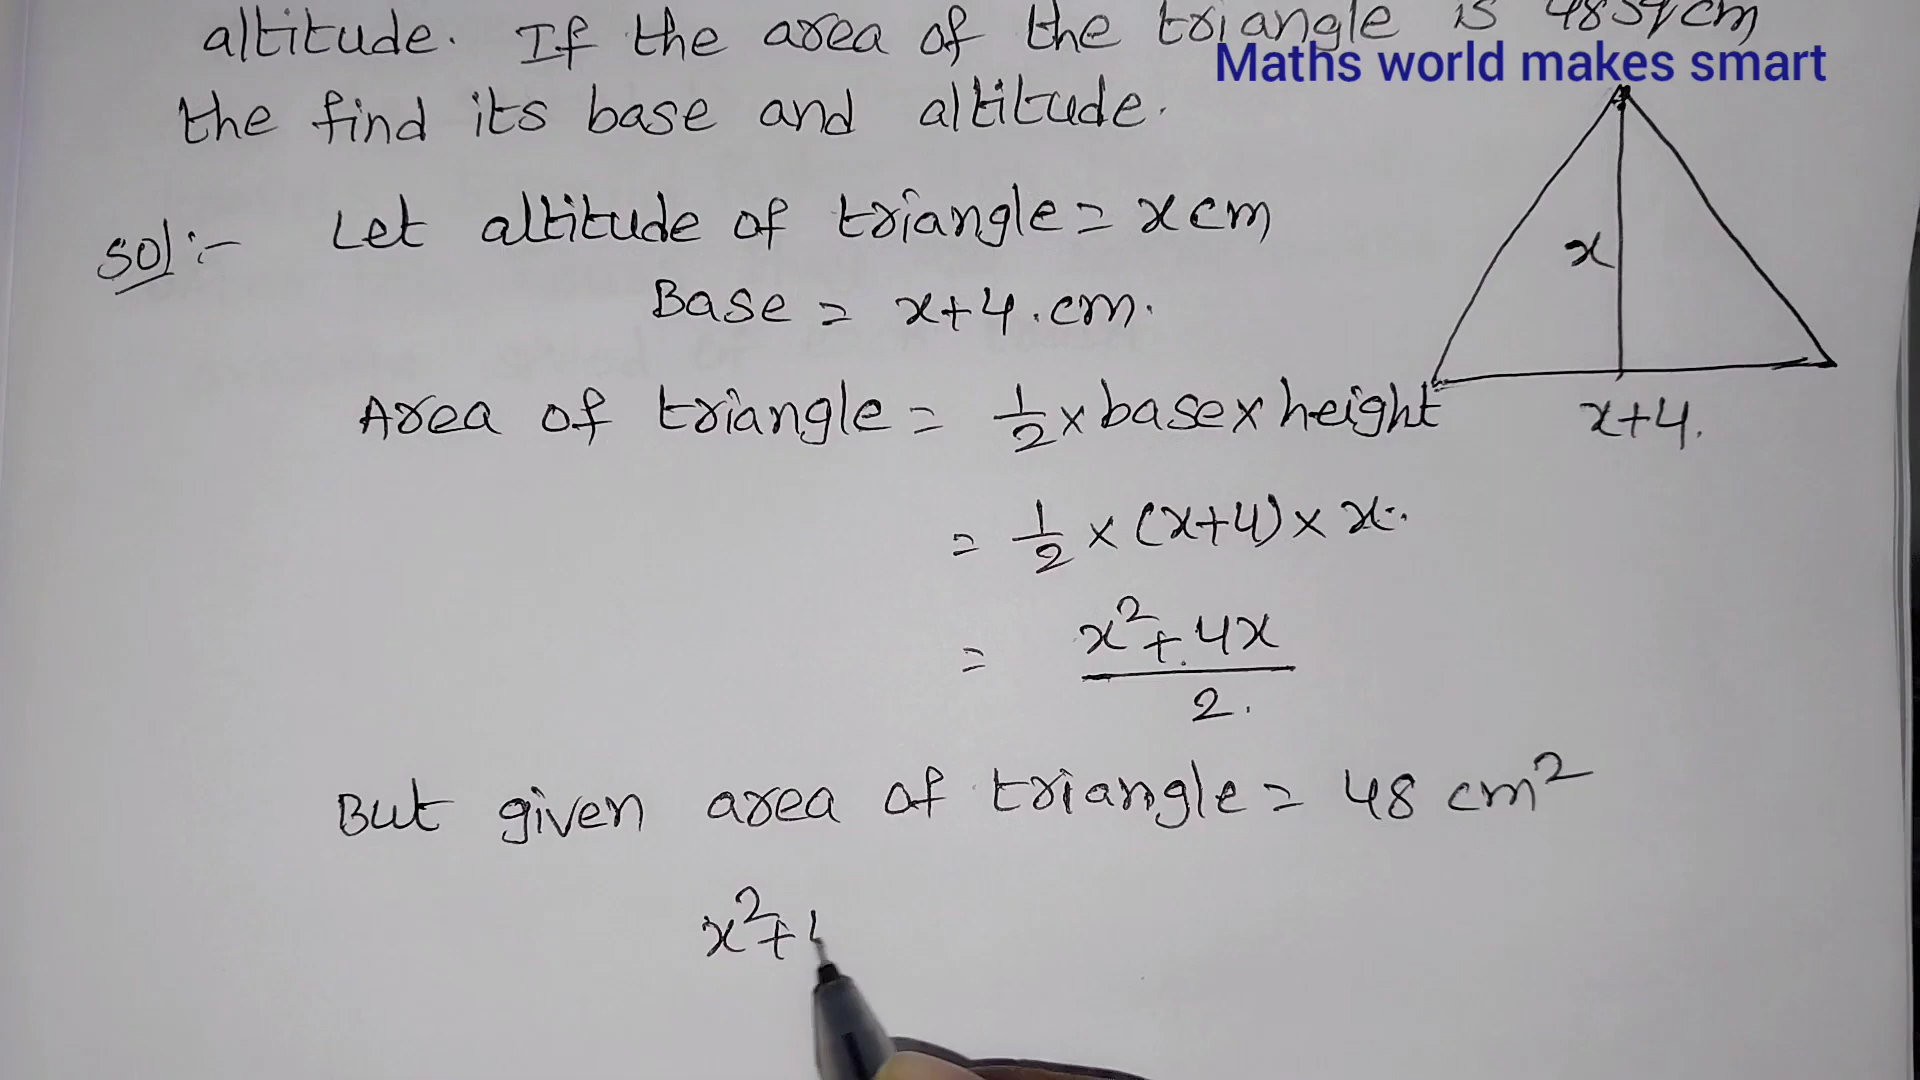 altitude. If the area of the triangle is 48 sq cm
Maths world makes smart
the find its base and altitude.
Sol:- Let altitude of triangle = x cm
Base = x+4.cm.
x
Area of triangle = 1/2 × base × height
x+4.
= 1/2 × (x+4) × x.
= x²+4x / 2.
But given area of triangle = 48 cm²
x²+